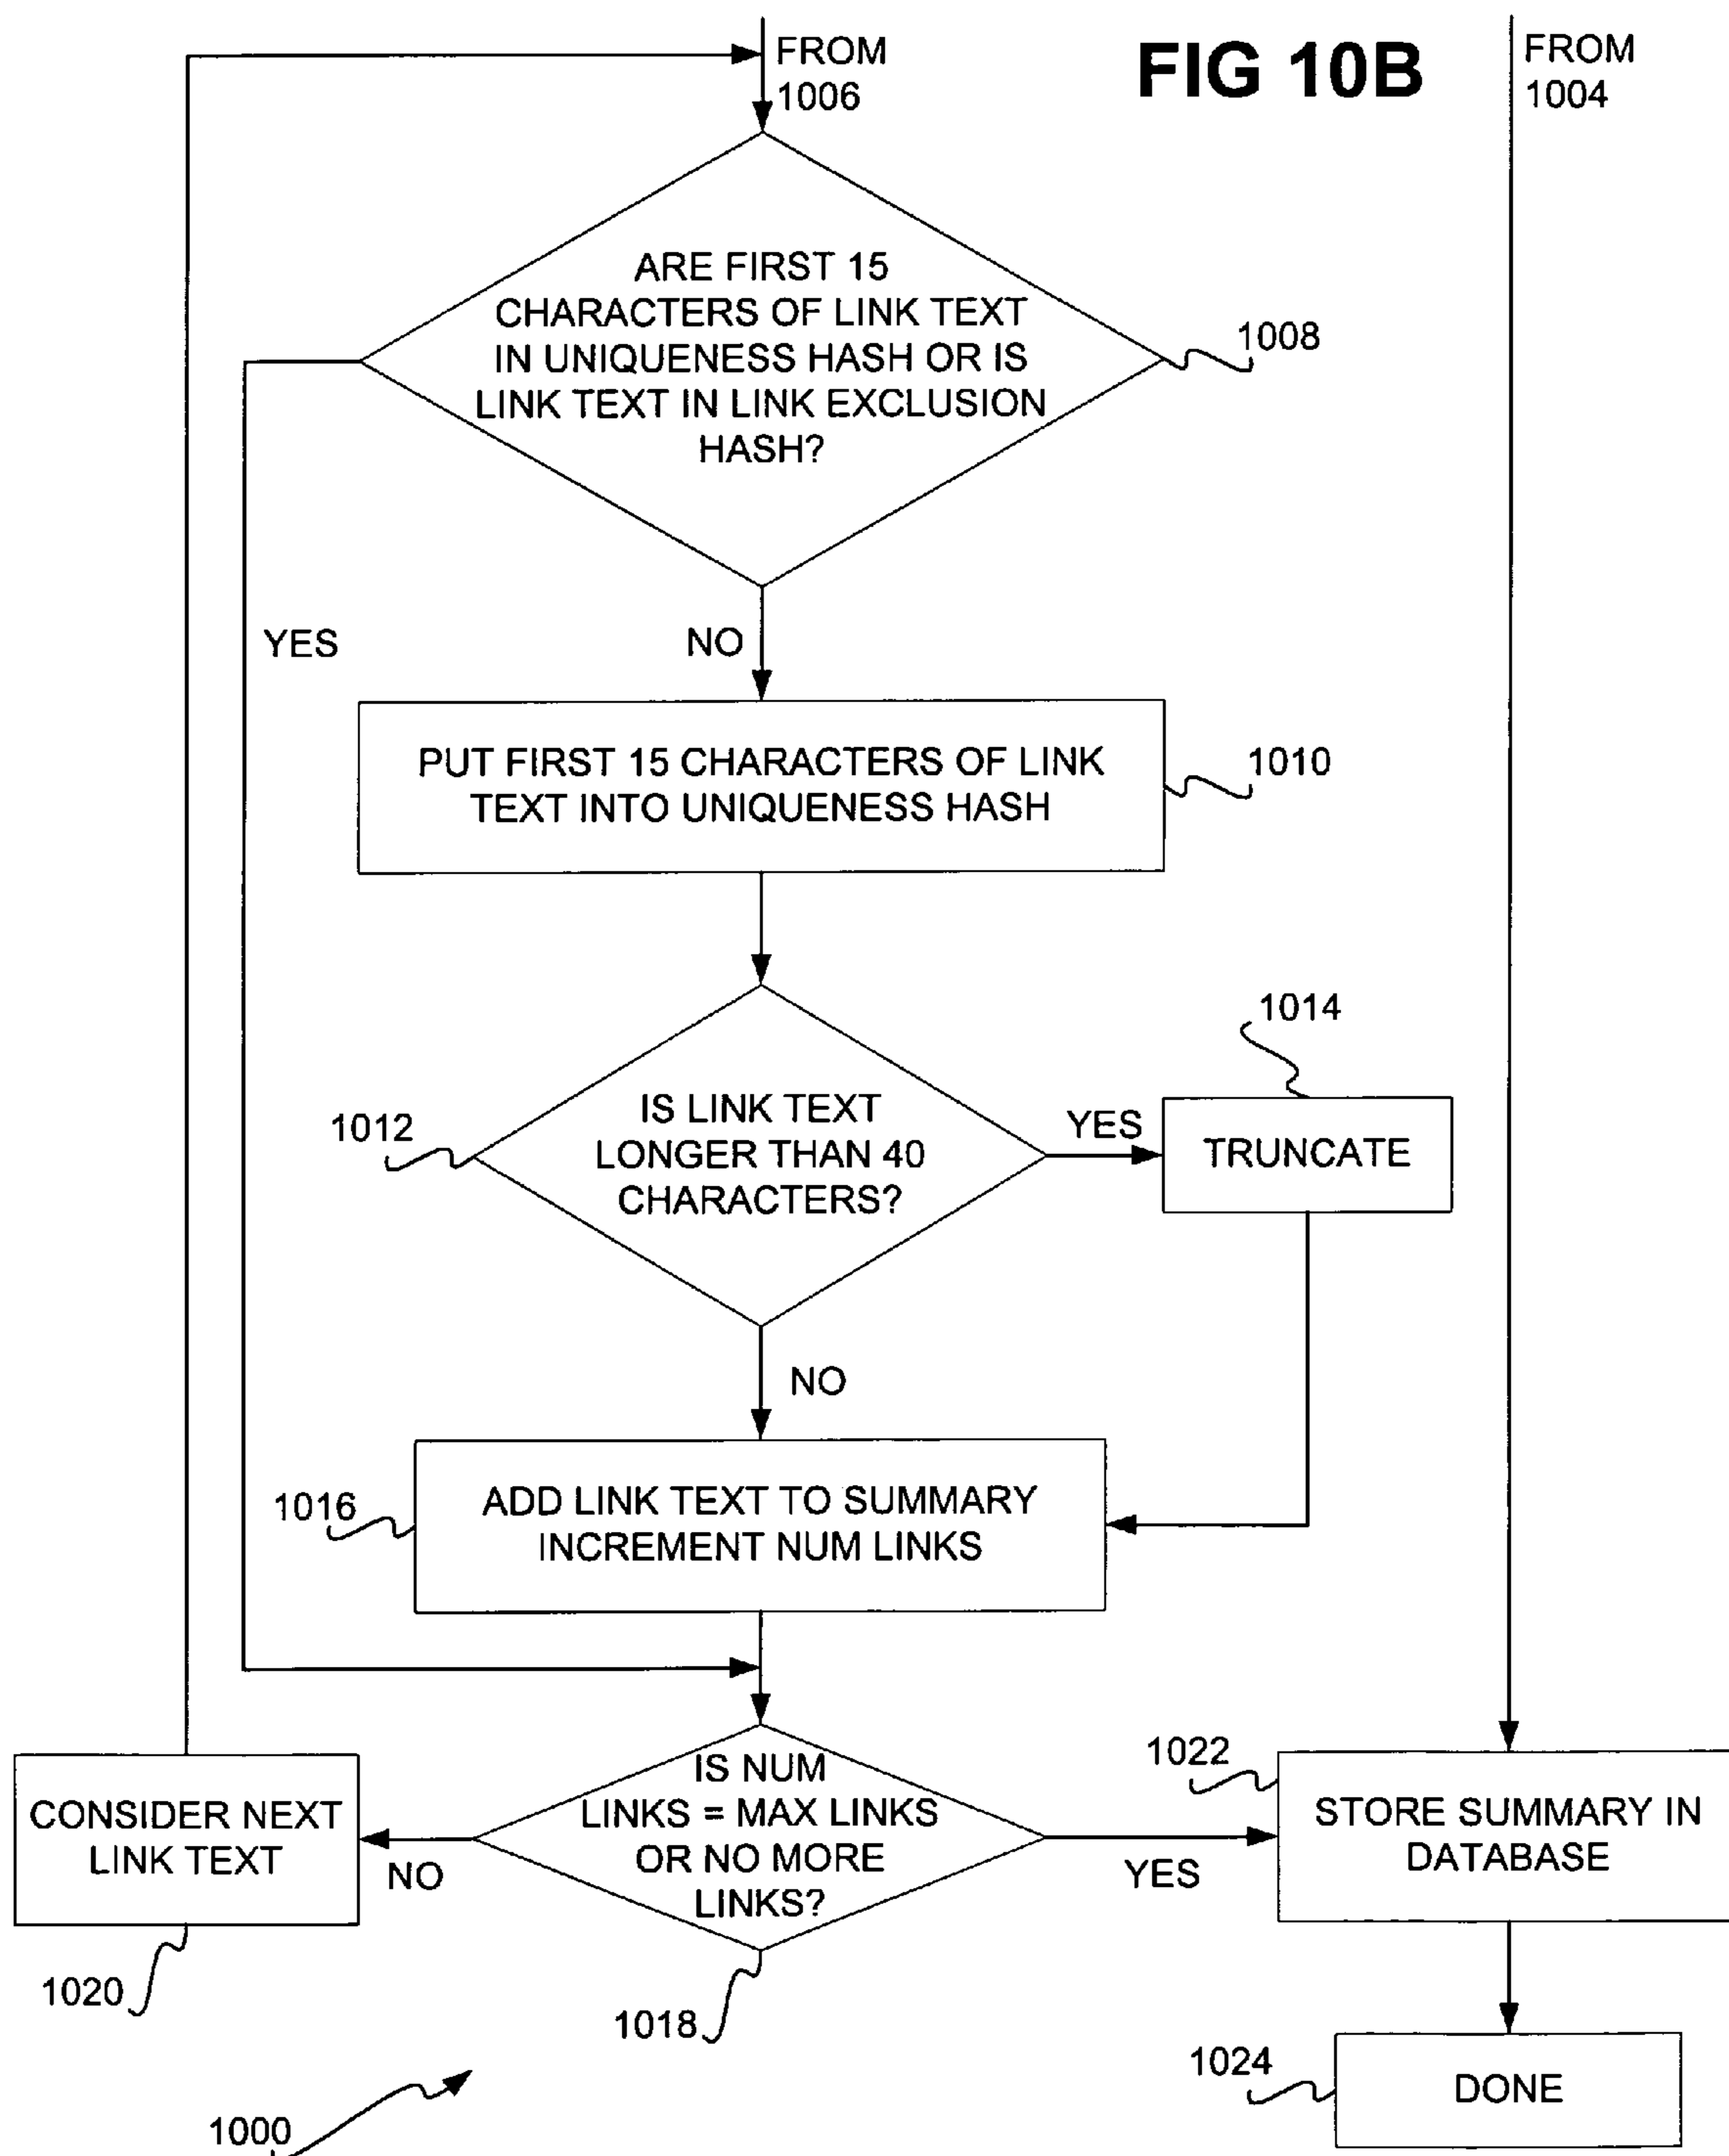 FROM
1006
FIG 10B
FROM
1004
ARE FIRST 15
CHARACTERS OF LINK TEXT
IN UNIQUENESS HASH OR IS
LINK TEXT IN LINK EXCLUSION
HASH?
1008
YES
NO
PUT FIRST 15 CHARACTERS OF LINK
TEXT INTO UNIQUENESS HASH
1010
1012
IS LINK TEXT
LONGER THAN 40
CHARACTERS?
YES
1014
TRUNCATE
NO
1016
ADD LINK TEXT TO SUMMARY
INCREMENT NUM LINKS
CONSIDER NEXT
LINK TEXT
1020
NO
IS NUM
LINKS = MAX LINKS
OR NO MORE
LINKS?
1018
YES
1022
STORE SUMMARY IN
DATABASE
1024
DONE
1000